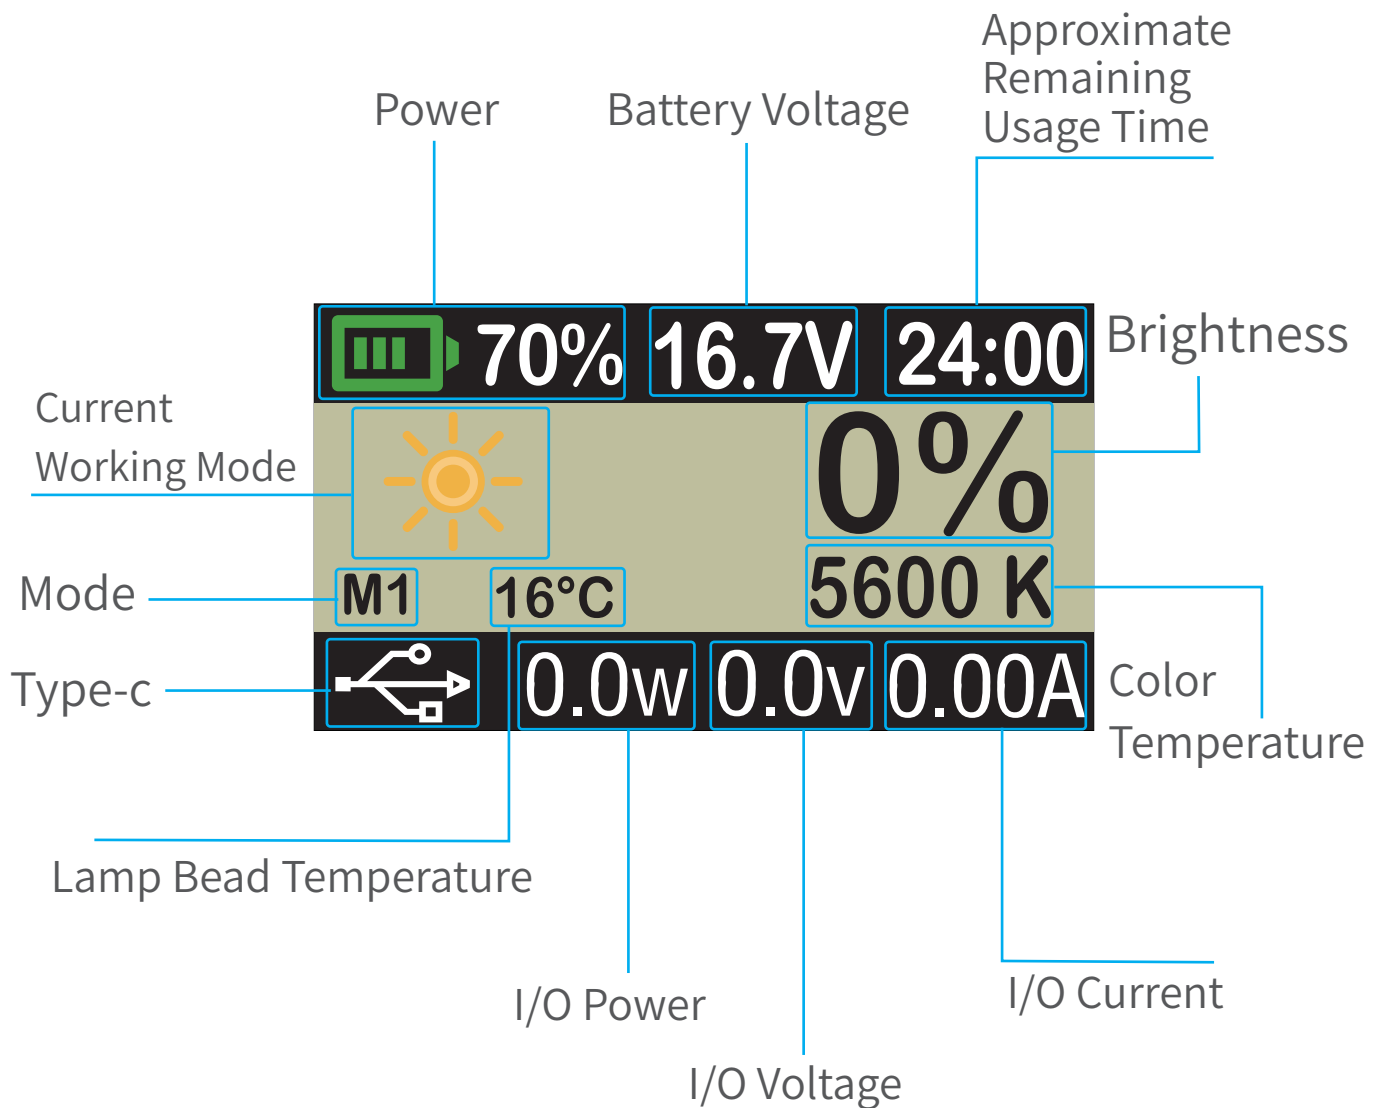 Approximate
Remaining
Usage Time
Power
Battery Voltage
70%
16.7V
24:00
Brightness
Current
Working Mode
0%
Mode
M1
16°C
5600 K
Type-c
0.0w
0.0v
0.00A
Color
Temperature
Lamp Bead Temperature
I/O Power
I/O Current
I/O Voltage